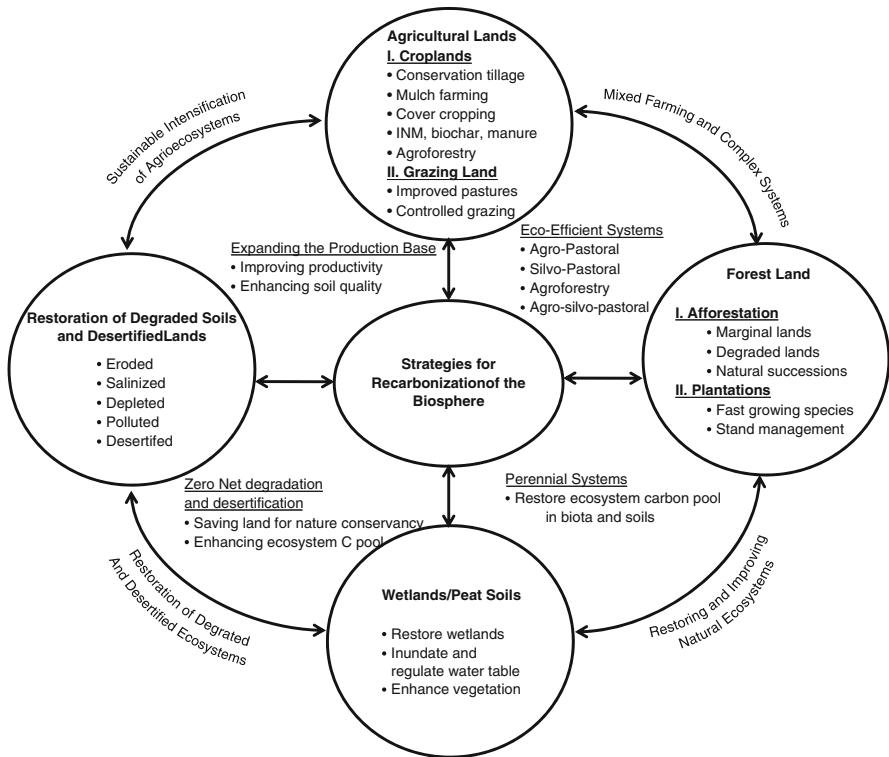 Agricultural Lands
I. Croplands
• Conservation tillage
• Mulch farming
• Cover cropping
• INM, biochar, manure
• Agroforestry
II. Grazing Land
• Improved pastures
• Controlled grazing
Sustainable Intensification
of Agrioecosystems
Mixed Farming and Complex Systems
Expanding the Production Base
• Improving productivity
• Enhancing soil quality
Eco-Efficient Systems
• Agro-Pastoral
• Silvo-Pastoral
• Agroforestry
• Agro-silvo-pastoral
Restoration of Degraded Soils
and DesertifiedLands
• Eroded
• Salinized
• Depleted
• Polluted
• Desertifed
Strategies for
Recarbonizationof the
Biosphere
Forest Land
I. Afforestation
• Marginal lands
• Degraded lands
• Natural successions
II. Plantations
• Fast growing species
• Stand management
Zero Net degradation
and desertification
• Saving land for nature conservancy
• Enhancing ecosystem C pool
Perennial Systems
• Restore ecosystem carbon pool
in biota and soils
Restoration of Degrated
And Desertified Ecosystems
Restoring and Improving
Natural Ecosystems
Wetlands/Peat Soils
• Restore wetlands
• Inundate and
regulate water table
• Enhance vegetation